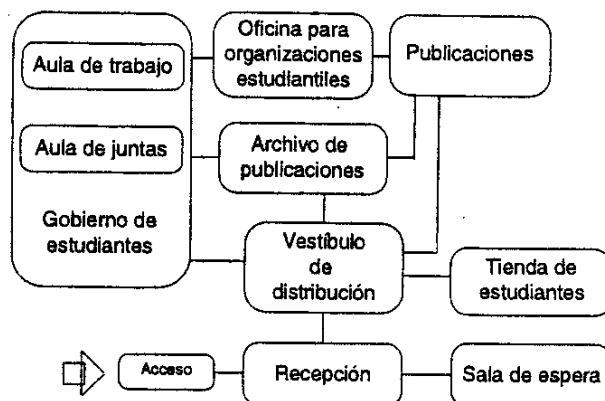 Aula de trabajo
Oficina para
organizaciones
estudiantiles
Publicaciones
Aula de juntas
Archivo de
publicaciones
Gobierno de
estudiantes
Vestíbulo
de
distribución
Tienda de
estudiantes
Acceso
Recepción
Sala de espera